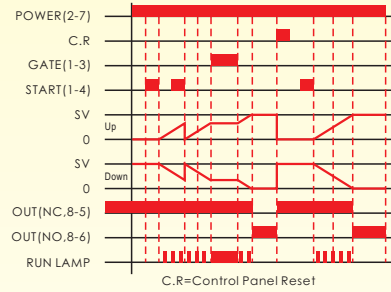 POWER(2-7)
C.R
GATE(1-3)
START(1-4)
SV
Up
0
SV
Down
0
OUT(NC,8-5)
OUT(NO,8-6)
RUN LAMP
C.R=Control Panel Reset